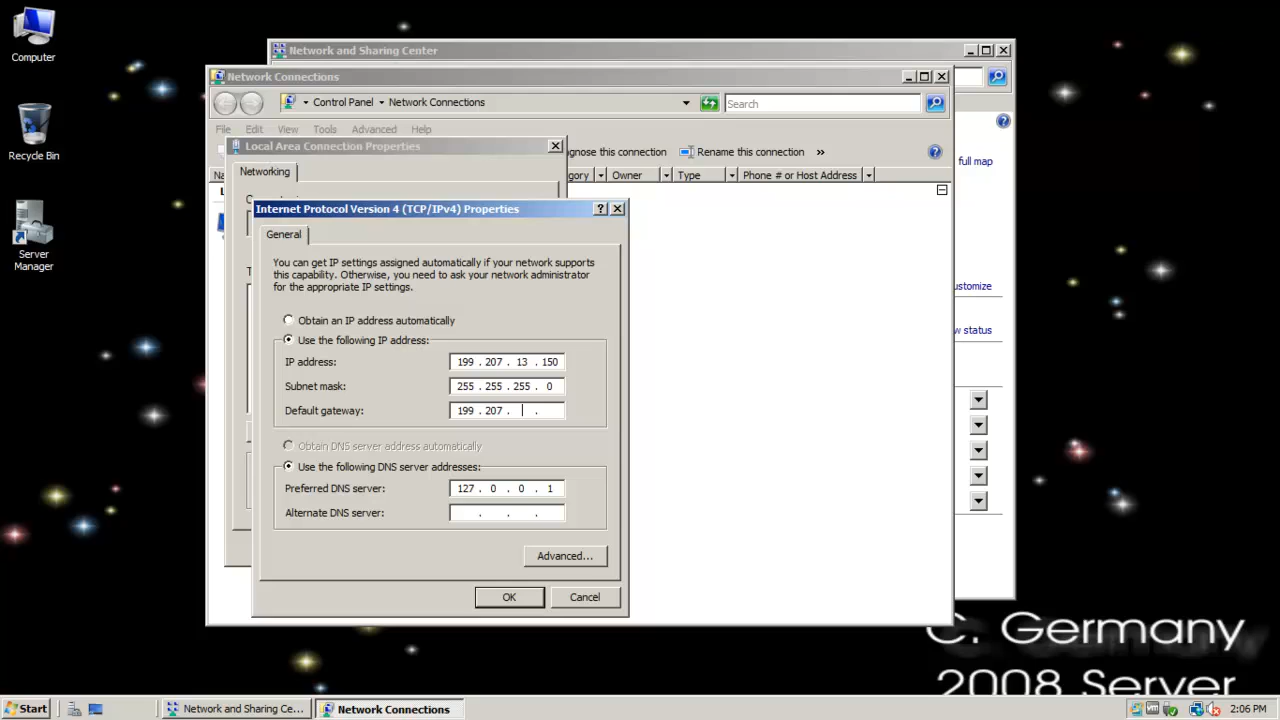 Computer
Recycle Bin
Server
Manager
Network and Sharing Center
Network Connections
Control Panel
Network Connections
Search
File Edit View Tools Advanced Help
Local Area Connection Properties
gnose this connection
Rename this connection
»
full map
Networking
gory
Owner
Type
Phone # or Host Address
Internet Protocol Version 4 (TCP/IPv4) Properties
General
You can get IP settings assigned automatically if your network supports
this capability. Otherwise, you need to ask your network administrator
for the appropriate IP settings.
Obtain an IP address automatically
Use the following IP address:
IP address: 199 . 207 . 13 . 150
Subnet mask: 255 . 255 . 255 . 0
Default gateway: 199 . 207 . .
Obtain DNS server address automatically
Use the following DNS server addresses:
Preferred DNS server: 127 . 0 . 0 . 1
Alternate DNS server: . . .
Advanced...
OK
Cancel
ustomize
w status
C. Germany
2008 Server
Start
Network and Sharing Ce...
Network Connections
2:06 PM